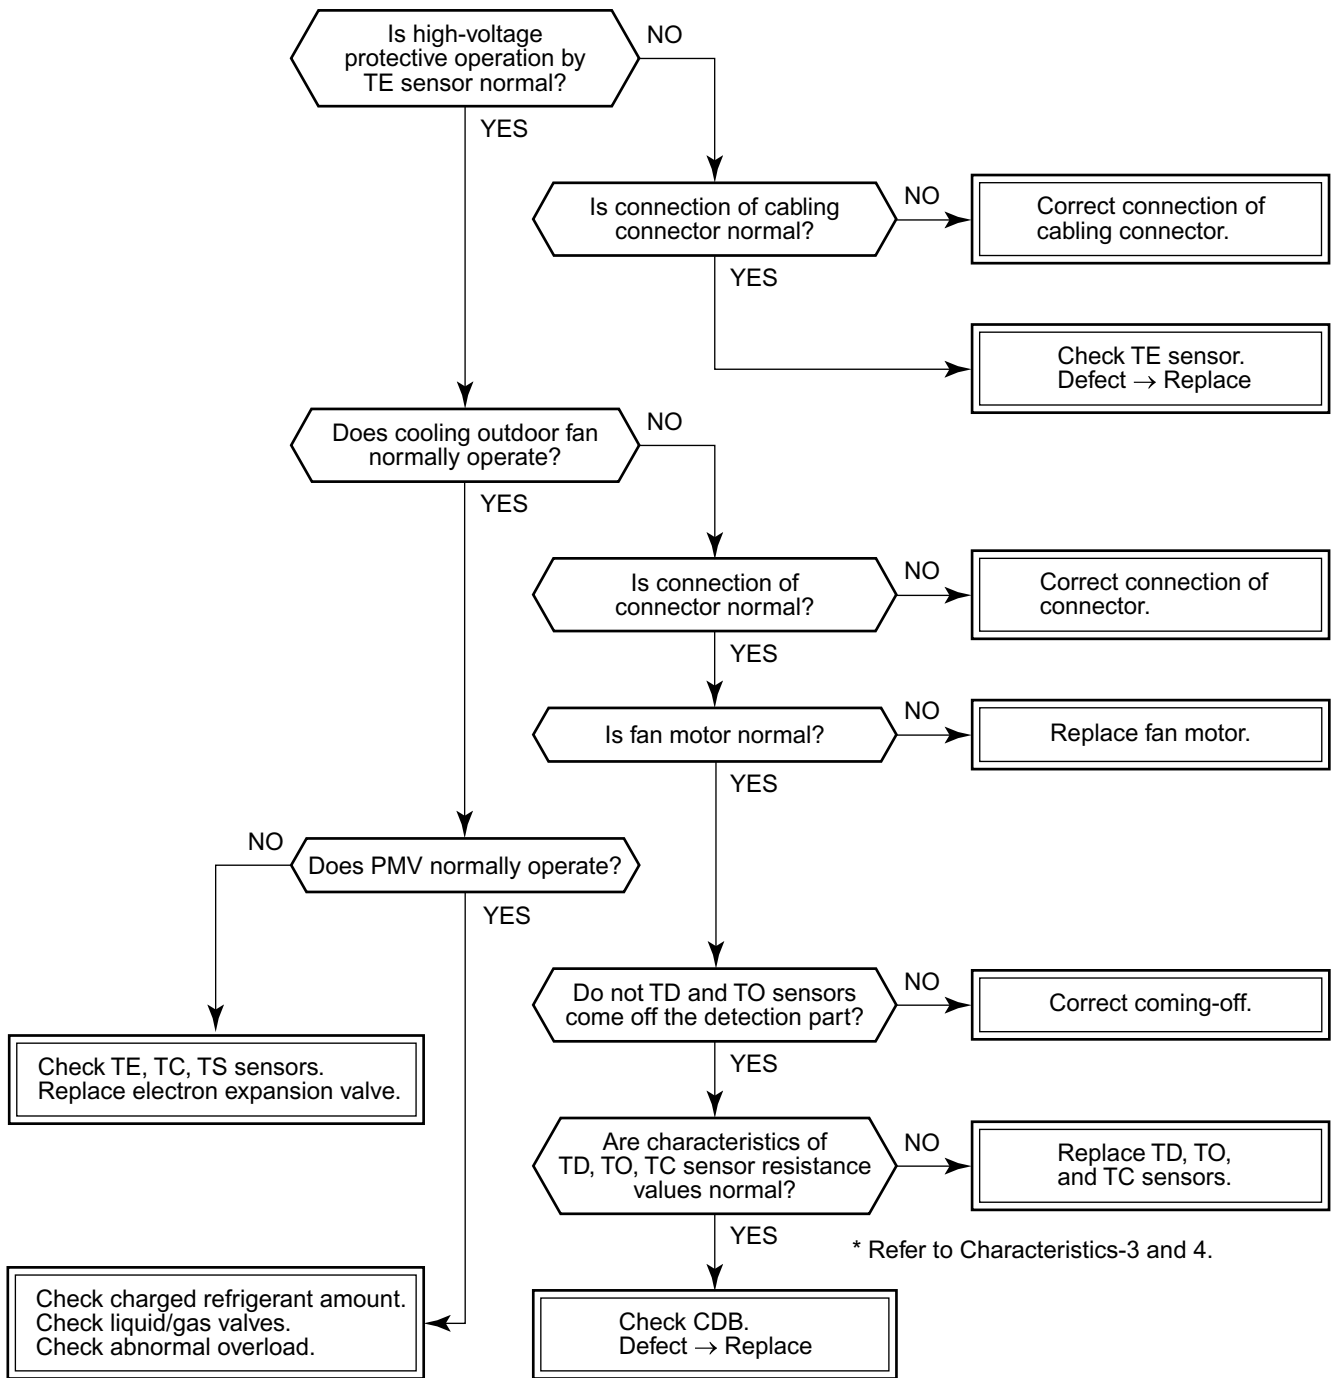 Is high-voltage
protective operation by
TE sensor normal?
NO
YES
Is connection of cabling
connector normal?
NO
Correct connection of
cabling connector.
YES
Check TE sensor.
Defect → Replace
Does cooling outdoor fan
normally operate?
NO
YES
Is connection of
connector normal?
NO
Correct connection of
connector.
YES
Is fan motor normal?
NO
Replace fan motor.
YES
NO
Does PMV normally operate?
YES
Do not TD and TO sensors
come off the detection part?
NO
Correct coming-off.
YES
Check TE, TC, TS sensors.
Replace electron expansion valve.
Are characteristics of
TD, TO, TC sensor resistance
values normal?
NO
Replace TD, TO,
and TC sensors.
YES
* Refer to Characteristics-3 and 4.
Check charged refrigerant amount.
Check liquid/gas valves.
Check abnormal overload.
Check CDB.
Defect → Replace